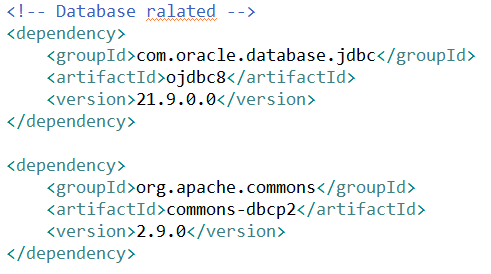 <!-- Database ralated -->
<dependency>
    <groupId>com.oracle.database.jdbc</groupId>
    <artifactId>ojdbc8</artifactId>
    <version>21.9.0.0</version>
</dependency>

<dependency>
    <groupId>org.apache.commons</groupId>
    <artifactId>commons-dbcp2</artifactId>
    <version>2.9.0</version>
</dependency>